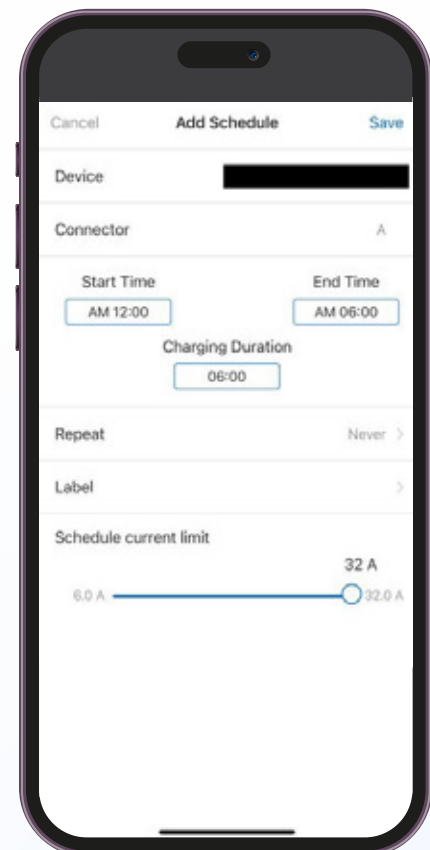 Cancel Add Schedule Save
Device
Connector A
Start Time End Time
AM 12:00 AM 06:00
Charging Duration
06:00
Repeat Never >
Label >
Schedule current limit
32 A
6.0 A 32.0 A